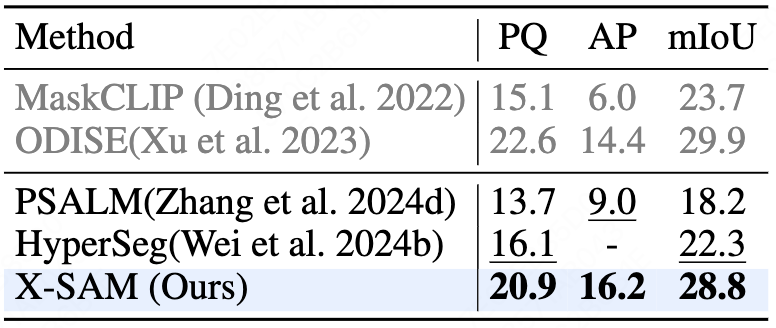 Method PQ AP mIoU
MaskCLIP (Ding et al. 2022) 15.1 6.0 23.7
ODISE(Xu et al. 2023) 22.6 14.4 29.9
PSALM(Zhang et al. 2024d) 13.7 9.0 18.2
HyperSeg(Wei et al. 2024b) 16.1 - 22.3
X-SAM (Ours) 20.9 16.2 28.8